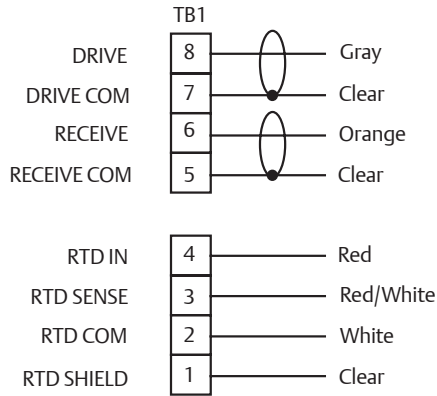 TB1
DRIVE 8 Gray
DRIVE COM 7 Clear
RECEIVE 6 Orange
RECEIVE COM 5 Clear
RTD IN 4 Red
RTD SENSE 3 Red/White
RTD COM 2 White
RTD SHIELD 1 Clear